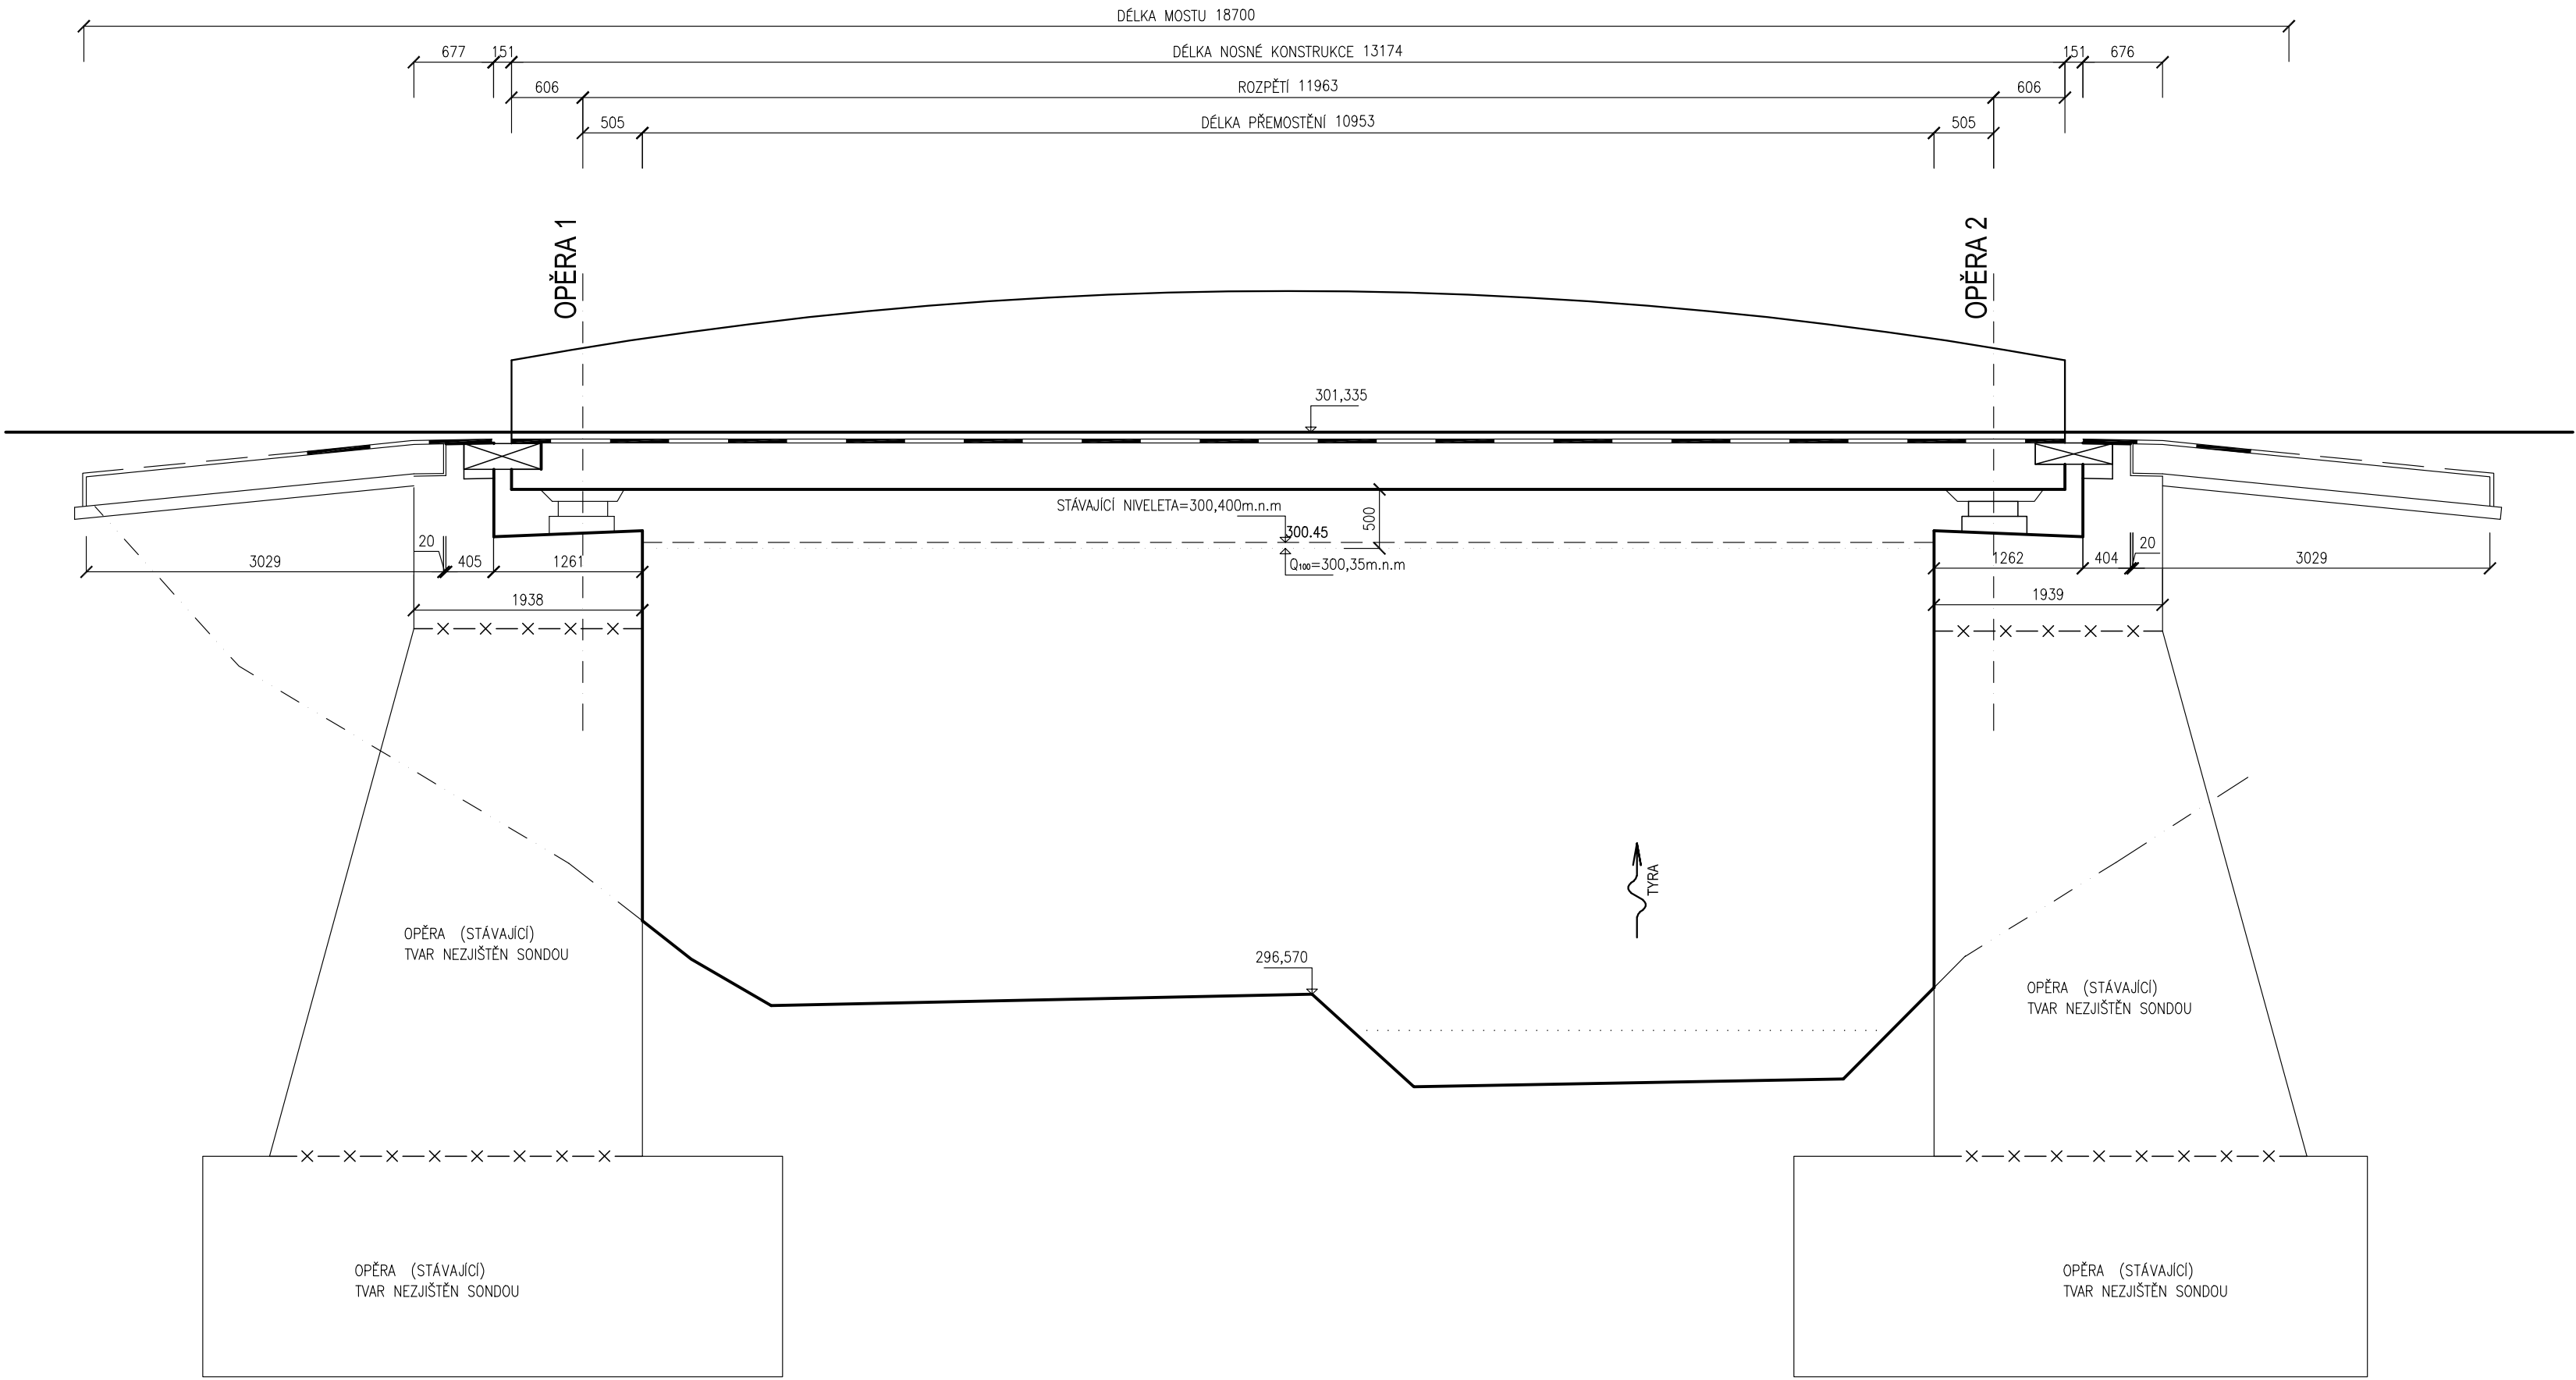 DÉLKA MOSTU 18700
677 151 DÉLKA NOSNÉ KONSTRUKCE 13174 151 676
606 ROZPĚTÍ 11963 606
505 DÉLKA PŘEMOSTĚNÍ 10953 505
OPĚRA 1
OPĚRA 2
301,335
STÁVAJÍCÍ NIVELETA=300,400m.n.m
500
300.45
Q₁₀₀=300,35m.n.m
20
3029 405 1261
1938
20
1262 404 3029
1939
TYRA
296,570
OPĚRA (STÁVAJÍCÍ)
TVAR NEZJIŠTĚN SONDOU
OPĚRA (STÁVAJÍCÍ)
TVAR NEZJIŠTĚN SONDOU
OPĚRA (STÁVAJÍCÍ)
TVAR NEZJIŠTĚN SONDOU
OPĚRA (STÁVAJÍCÍ)
TVAR NEZJIŠTĚN SONDOU